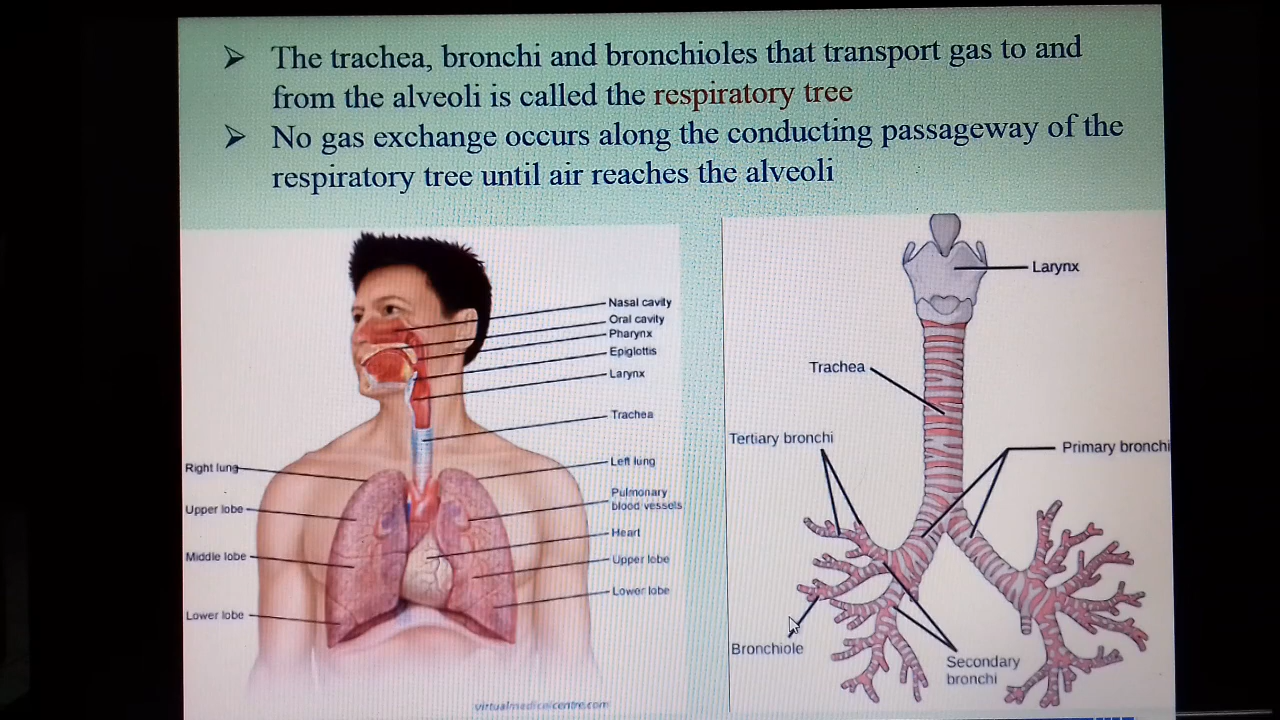 ➢ The trachea, bronchi and bronchioles that transport gas to and
from the alveoli is called the respiratory tree
➢ No gas exchange occurs along the conducting passageway of the
respiratory tree until air reaches the alveoli
Nasal cavity
Oral cavity
Pharynx
Epiglottis
Larynx
Trachea
Right lung
Left lung
Upper lobe
Pulmonary
blood vessels
Middle lobe
Heart
Upper lobe
Lower lobe
Lower lobe
virtualmedicalcentre.com
Larynx
Trachea
Tertiary bronchi
Primary bronchi
Bronchiole
Secondary
bronchi